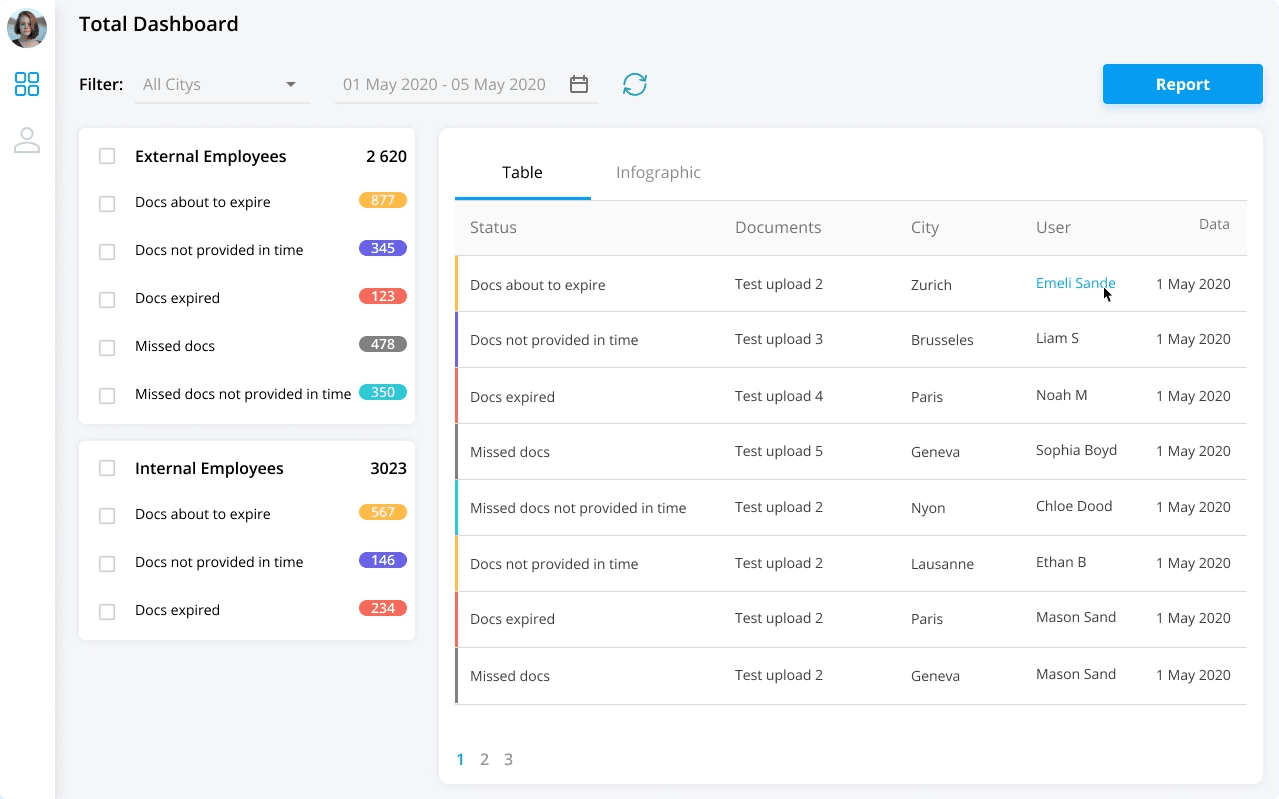 Total Dashboard
Filter: All Citys 01 May 2020 - 05 May 2020 Report
External Employees 2 620
Docs about to expire 877
Docs not provided in time 345
Docs expired 123
Missed docs 478
Missed docs not provided in time 350
Internal Employees 3023
Docs about to expire 567
Docs not provided in time 146
Docs expired 234
Table Infographic
Status Documents City User Data
Docs about to expire Test upload 2 Zurich Emeli Sande 1 May 2020
Docs not provided in time Test upload 3 Brusseles Liam S 1 May 2020
Docs expired Test upload 4 Paris Noah M 1 May 2020
Missed docs Test upload 5 Geneva Sophia Boyd 1 May 2020
Missed docs not provided in time Test upload 2 Nyon Chloe Dood 1 May 2020
Docs not provided in time Test upload 2 Lausanne Ethan B 1 May 2020
Docs expired Test upload 2 Paris Mason Sand 1 May 2020
Missed docs Test upload 2 Geneva Mason Sand 1 May 2020
1 2 3